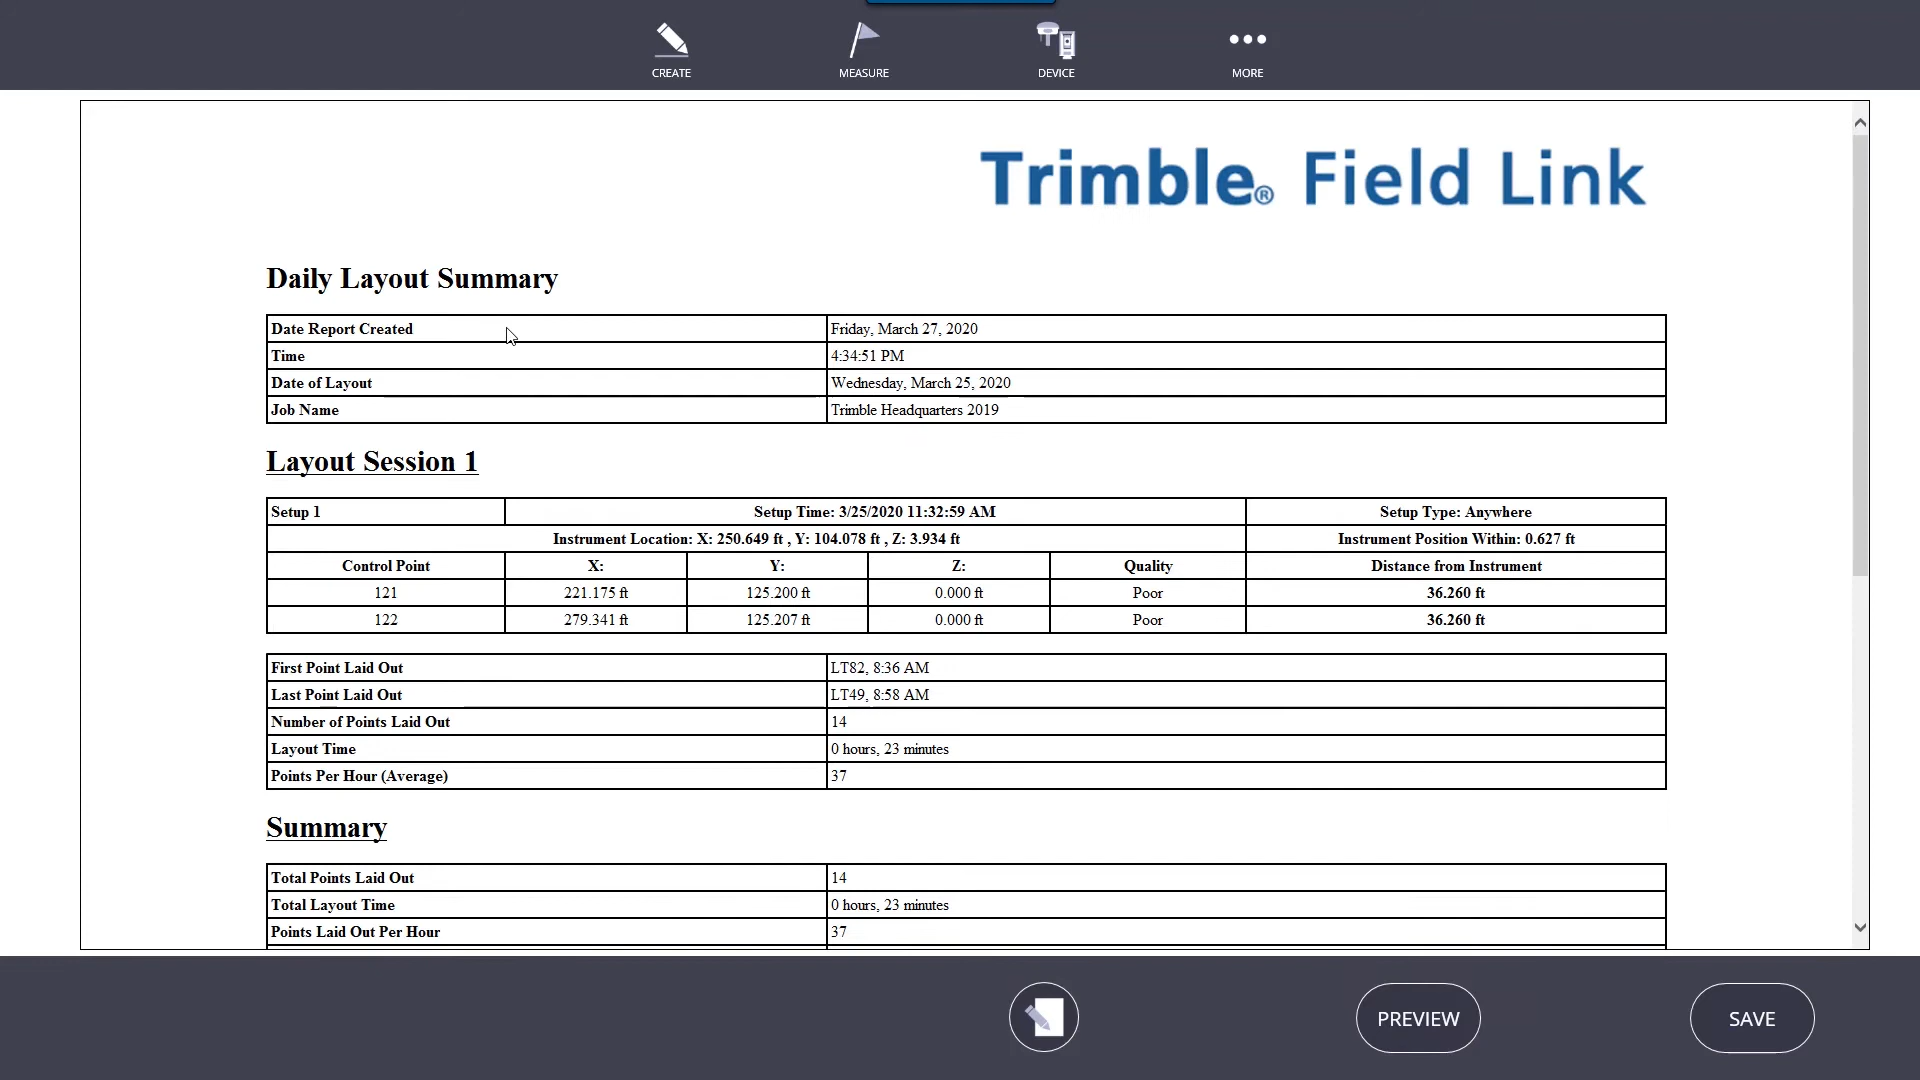 CREATE MEASURE DEVICE MORE
Trimble® Field Link
Daily Layout Summary
Date Report Created Friday, March 27, 2020
Time 4:34:51 PM
Date of Layout Wednesday, March 25, 2020
Job Name Trimble Headquarters 2019
Layout Session 1
Setup 1 Setup Time: 3/25/2020 11:32:59 AM Setup Type: Anywhere
Instrument Location: X: 250.649 ft , Y: 104.078 ft , Z: 3.934 ft Instrument Position Within: 0.627 ft
Control Point X: Y: Z: Quality Distance from Instrument
121 221.175 ft 125.200 ft 0.000 ft Poor 36.260 ft
122 279.341 ft 125.207 ft 0.000 ft Poor 36.260 ft
First Point Laid Out LT82, 8:36 AM
Last Point Laid Out LT49, 8:58 AM
Number of Points Laid Out 14
Layout Time 0 hours, 23 minutes
Points Per Hour (Average) 37
Summary
Total Points Laid Out 14
Total Layout Time 0 hours, 23 minutes
Points Laid Out Per Hour 37
PREVIEW SAVE